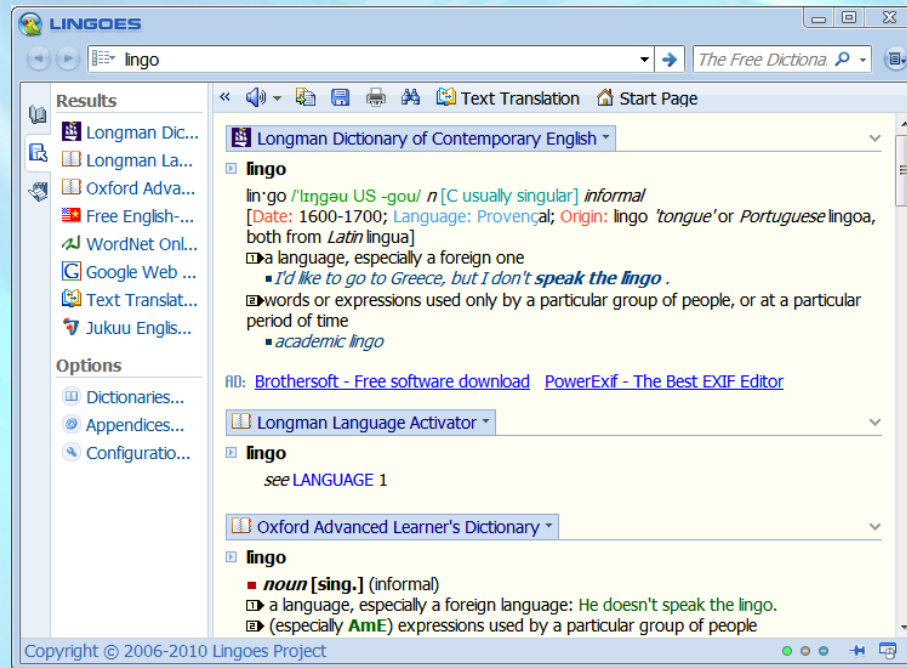 LINGOES
lingo
The Free Dictiona
Results
Longman Dic...
Longman La...
Oxford Adva...
Free English-...
WordNet Onl...
Google Web ...
Text Translat...
Jukuu Englis...
Options
Dictionaries...
Appendices...
Configuratio...
« Text Translation Start Page
Longman Dictionary of Contemporary English
lingo
lin‧go /ˈlɪŋgəu US -gou/ n [C usually singular] informal
[Date: 1600-1700; Language: Provençal; Origin: lingo 'tongue' or Portuguese lingoa,
both from Latin lingua]
1 a language, especially a foreign one
▪ I'd like to go to Greece, but I don't speak the lingo .
2 words or expressions used only by a particular group of people, or at a particular
period of time
▪ academic lingo
AD: Brothersoft - Free software download PowerExif - The Best EXIF Editor
Longman Language Activator
lingo
see LANGUAGE 1
Oxford Advanced Learner's Dictionary
lingo
▪ noun [sing.] (informal)
1 a language, especially a foreign language: He doesn't speak the lingo.
2 (especially AmE) expressions used by a particular group of people
Copyright © 2006-2010 Lingoes Project